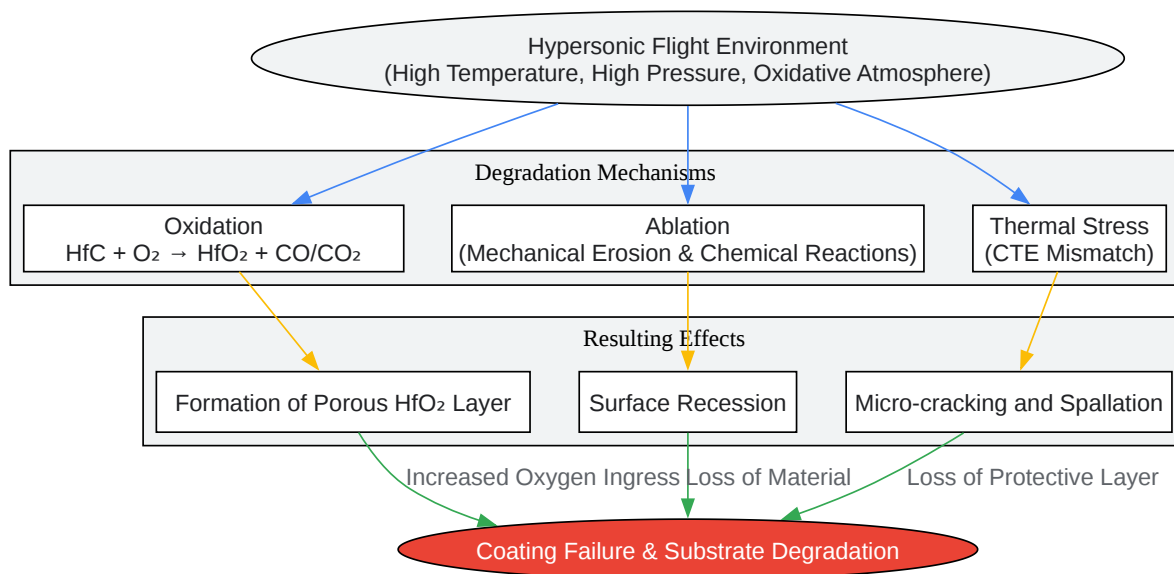 Hypersonic Flight Environment
(High Temperature, High Pressure, Oxidative Atmosphere)
Degradation Mechanisms
Oxidation
HfC + O₂ → HfO₂ + CO/CO₂
Ablation
(Mechanical Erosion & Chemical Reactions)
Thermal Stress
(CTE Mismatch)
Resulting Effects
Formation of Porous HfO₂ Layer
Surface Recession
Micro-cracking and Spallation
Increased Oxygen Ingress
Loss of Material
Loss of Protective Layer
Coating Failure & Substrate Degradation